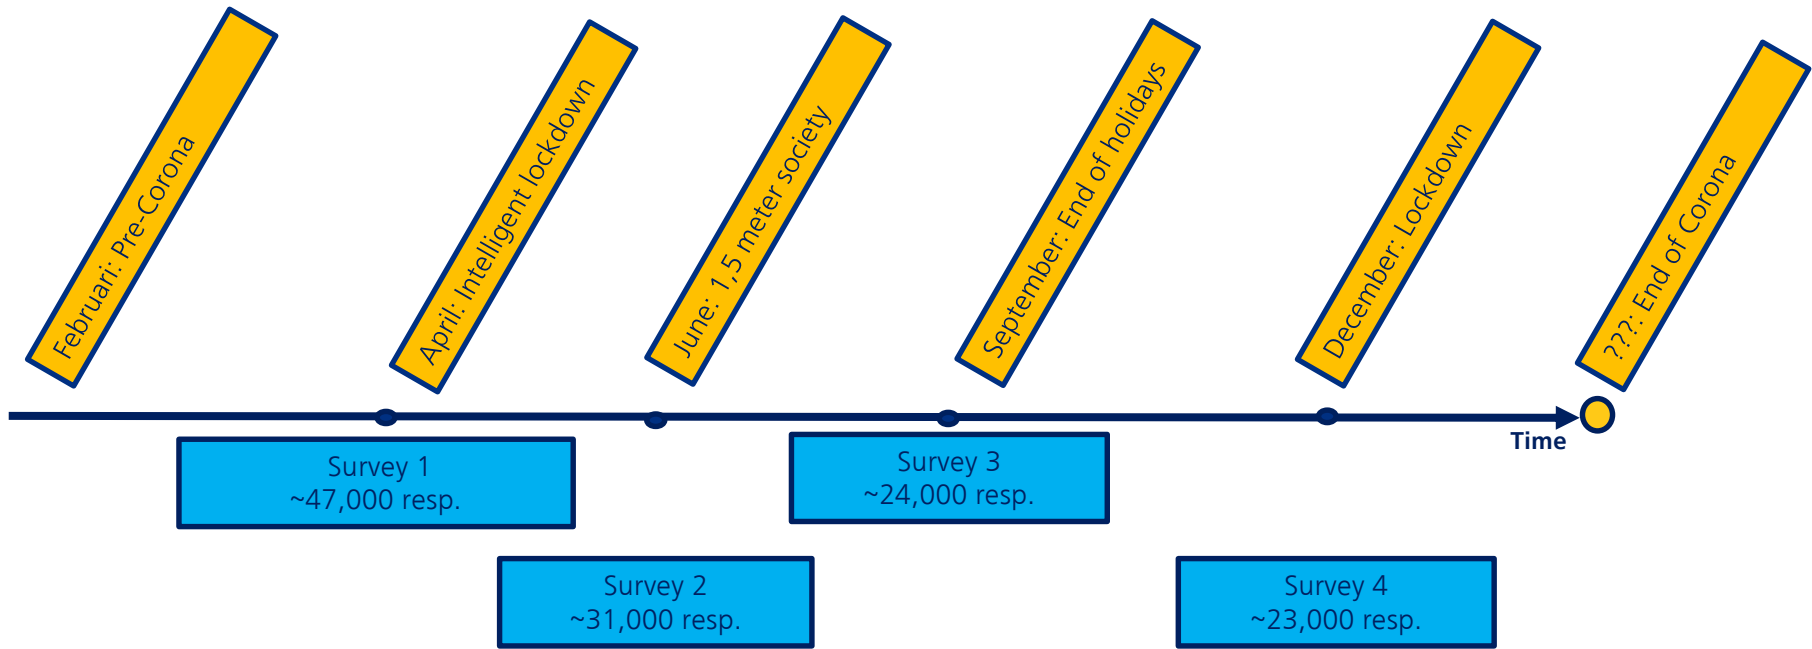 Februari: Pre-Corona
April: Intelligent lockdown
June: 1,5 meter society
September: End of holidays
December: Lockdown
???: End of Corona
Time
Survey 1
~47,000 resp.
Survey 2
~31,000 resp.
Survey 3
~24,000 resp.
Survey 4
~23,000 resp.